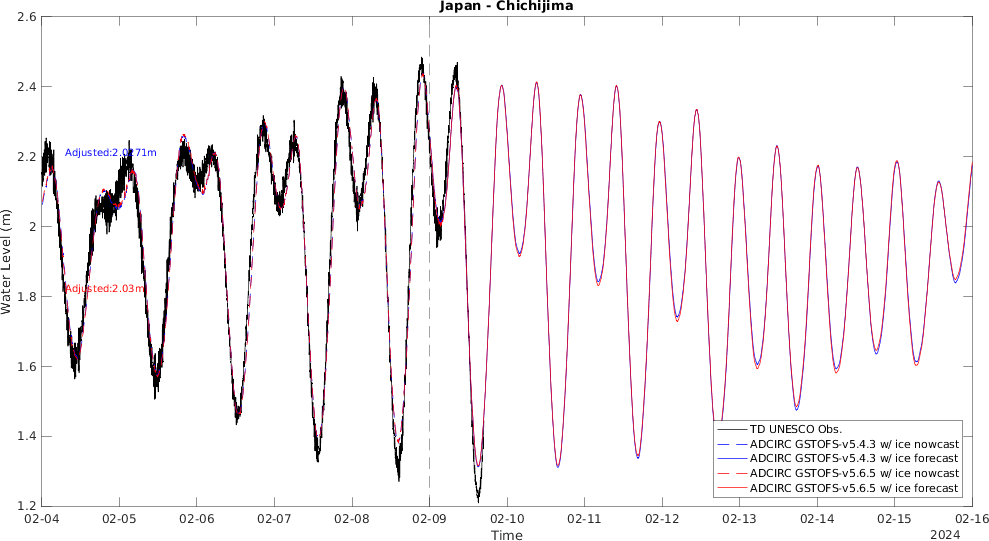 Japan - Chichijima
2.6
2.4
2.2
2
1.8
1.6
1.4
1.2
Water Level (m)
Adjusted:2.0171m
Adjusted:2.03m
TD UNESCO Obs.
ADCIRC GSTOFS-v5.4.3 w/ ice nowcast
ADCIRC GSTOFS-v5.4.3 w/ ice forecast
ADCIRC GSTOFS-v5.6.5 w/ ice nowcast
ADCIRC GSTOFS-v5.6.5 w/ ice forecast
02-04 02-05 02-06 02-07 02-08 02-09 02-10 02-11 02-12 02-13 02-14 02-15 02-16
Time
2024